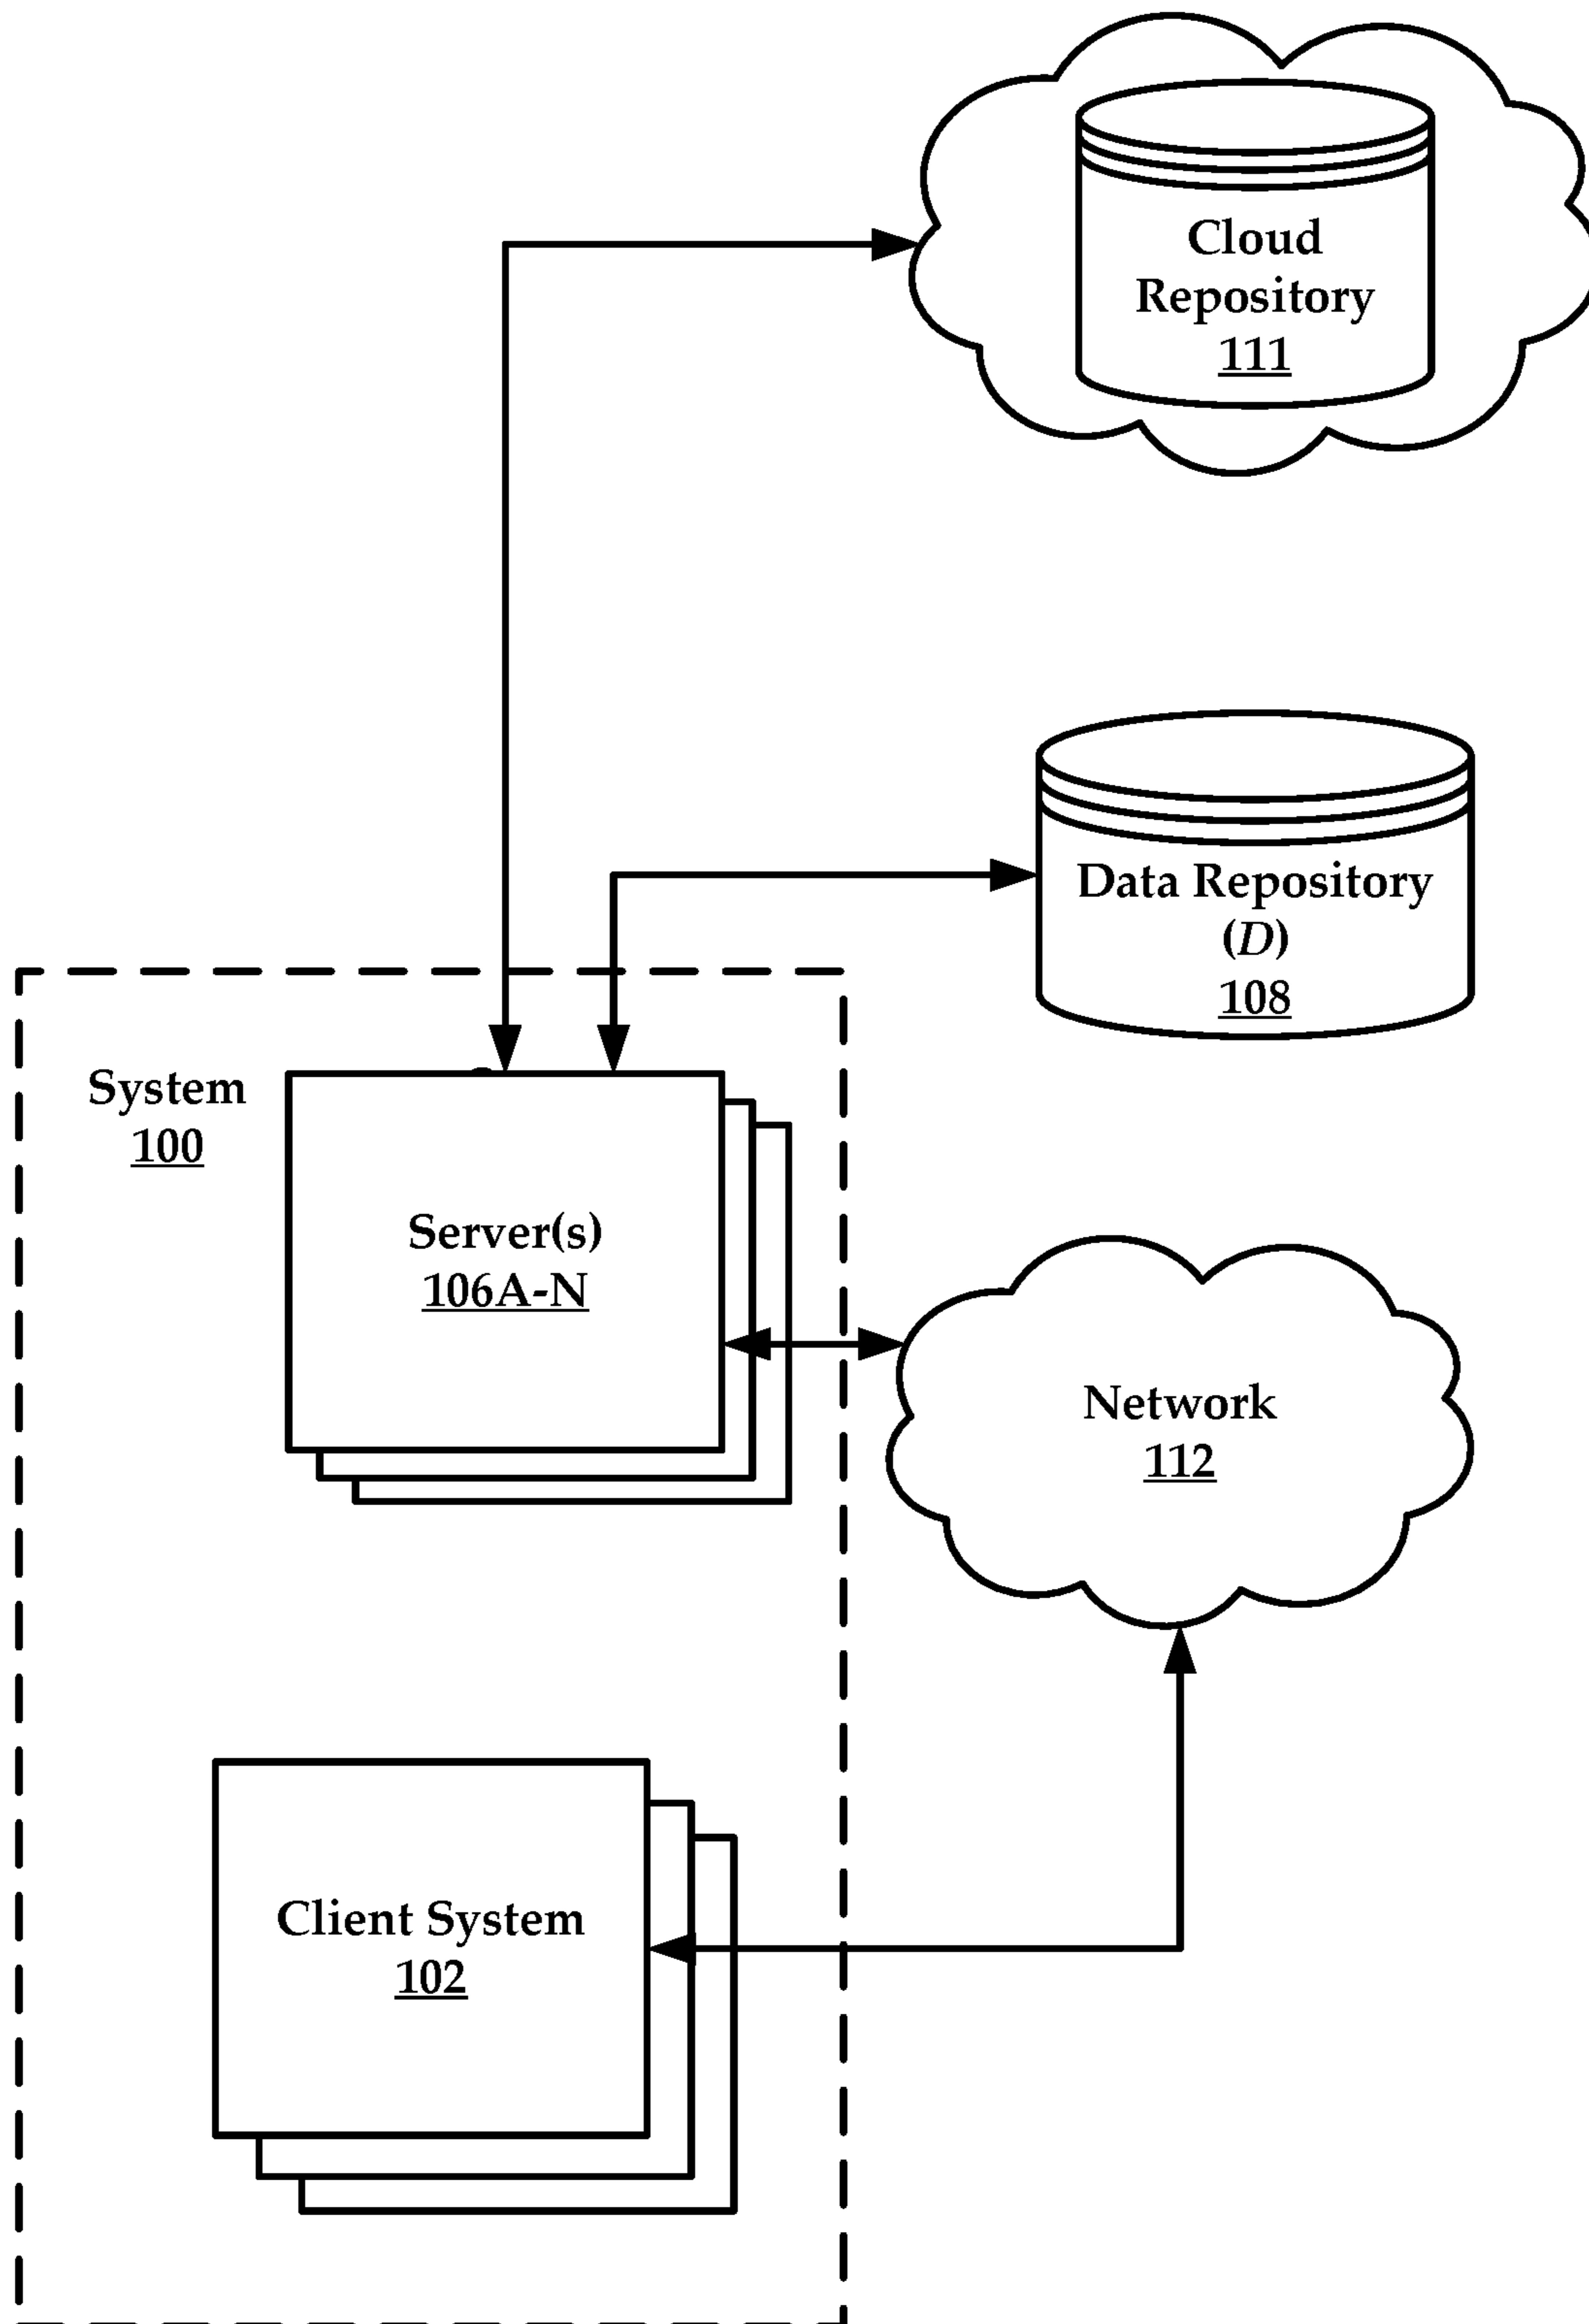 Cloud
Repository
111
Data Repository
(D)
108
System
100
Server(s)
106A-N
Network
112
Client System
102